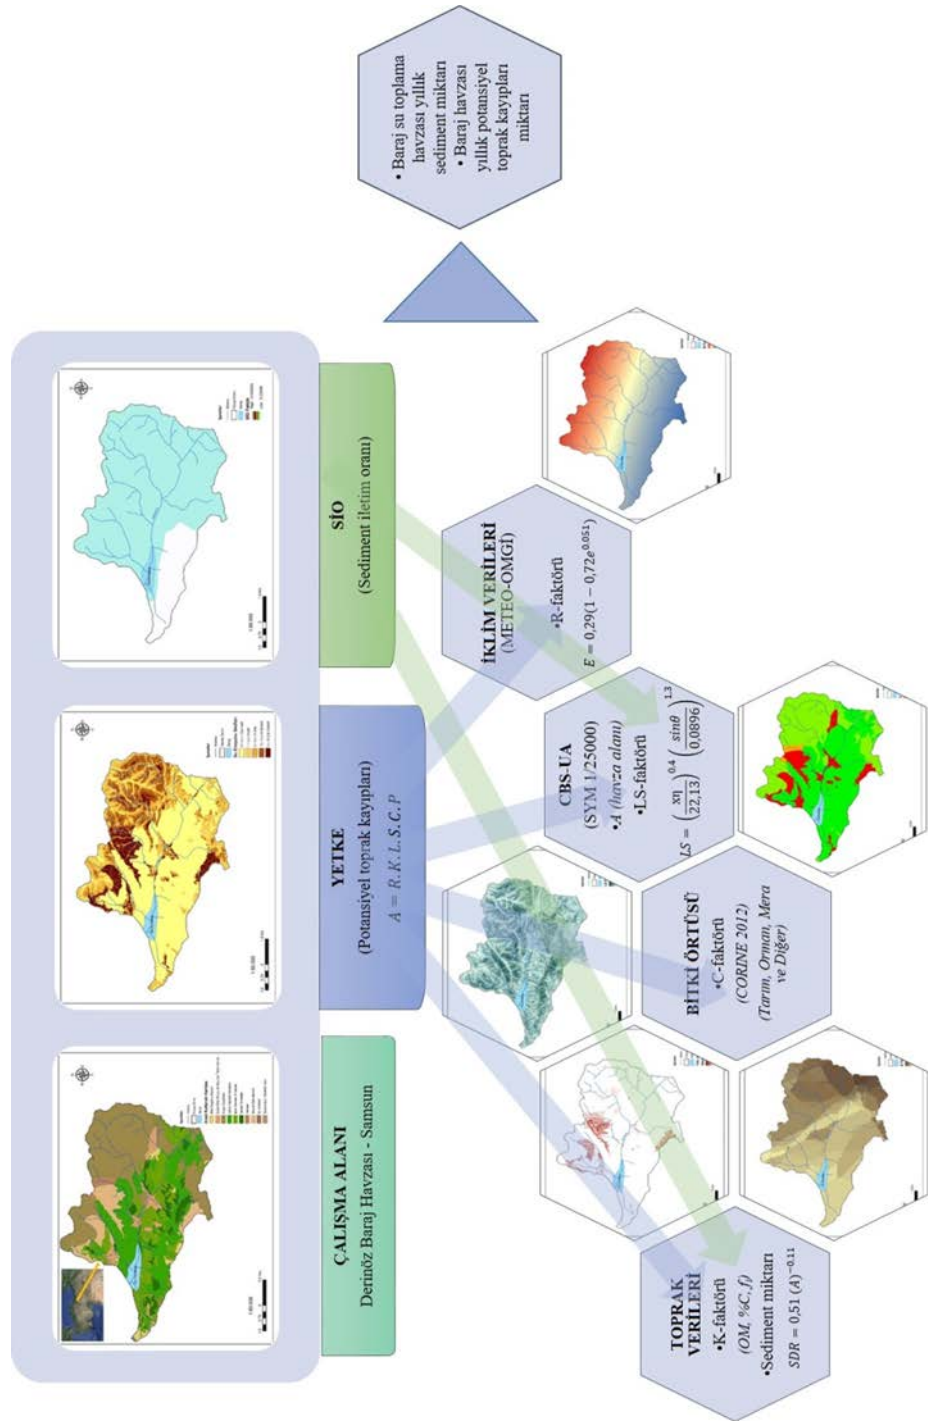 ÇALIŞMA ALANI
Derinöz Baraj Havzası - Samsun
YETKE
(Potansiyel toprak kayıpları)
A = R. K. L. S. C. P
SİO
(Sediment iletim oranı)
TOPRAK
VERİLERİ
•K-faktörü
(OM, %C, f)
•Sediment miktarı
SDR = 0,51 (A)^−0.11
BİTKİ ÖRTÜSÜ
•C-faktörü
(CORINE 2012)
(Tarım, Orman, Mera
ve Diğer)
CBS-UA
(SYM 1/25000)
•A (havza alanı)
•LS-faktörü
LS = (xη/22,13)^0.4 (sinθ/0,0896)^1.3
İKLİM VERİLERİ
(METEO-OMGİ)
•R-faktörü
E = 0,29(1 − 0,72e^0.051)
• Baraj su toplama
havzası yıllık
sediment miktarı
• Baraj havzası
yıllık potansiyel
toprak kayıpları
miktarı